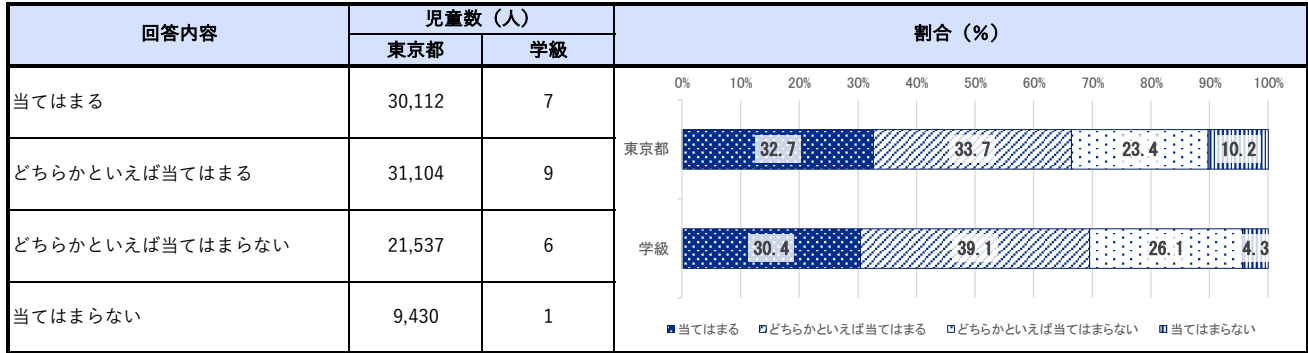 回答内容 児童数（人） 割合（%）
東京都 学級
当てはまる 30,112 7
どちらかといえば当てはまる 31,104 9
どちらかといえば当てはまらない 21,537 6
当てはまらない 9,430 1
0% 10% 20% 30% 40% 50% 60% 70% 80% 90% 100%
東京都 32.7 33.7 23.4 10.2
学級 30.4 39.1 26.1 4.3
当てはまる どちらかといえば当てはまる どちらかといえば当てはまらない 当てはまらない